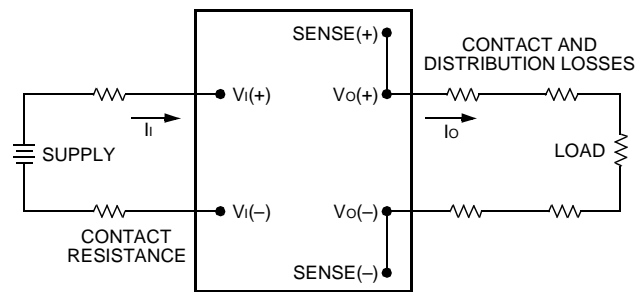 SENSE(+)
CONTACT AND
DISTRIBUTION LOSSES
VI(+)
VO(+)
II
IO
SUPPLY
LOAD
VI(–)
VO(–)
CONTACT
RESISTANCE
SENSE(–)